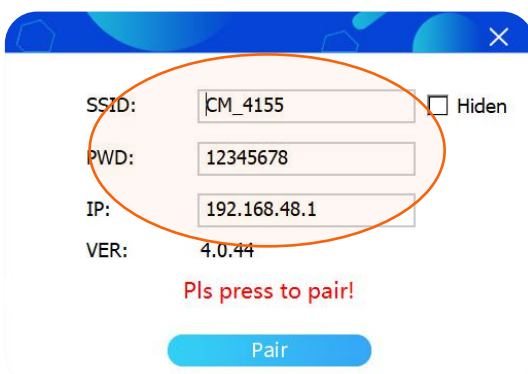 SSID: CM_4155 Hiden
PWD: 12345678
IP: 192.168.48.1
VER: 4.0.44
Pls press to pair!
Pair